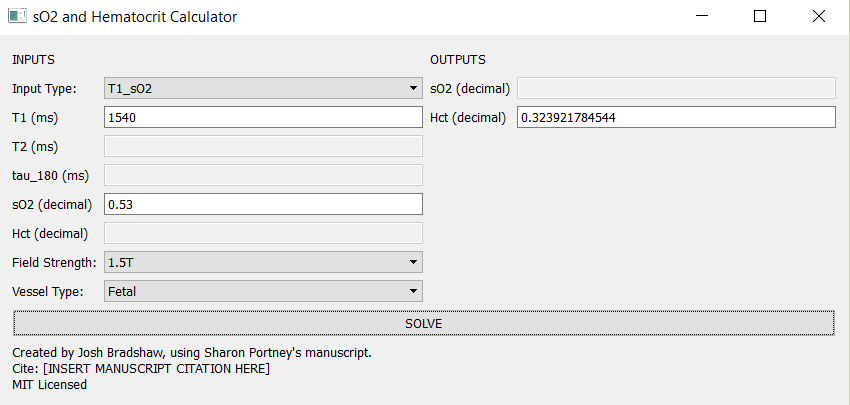 sO2 and Hematocrit Calculator
INPUTS
Input Type: T1_sO2
T1 (ms) 1540
T2 (ms)
tau_180 (ms)
sO2 (decimal) 0.53
Hct (decimal)
Field Strength: 1.5T
Vessel Type: Fetal
OUTPUTS
sO2 (decimal)
Hct (decimal) 0.323921784544
SOLVE
Created by Josh Bradshaw, using Sharon Portney's manuscript.
Cite: [INSERT MANUSCRIPT CITATION HERE]
MIT Licensed